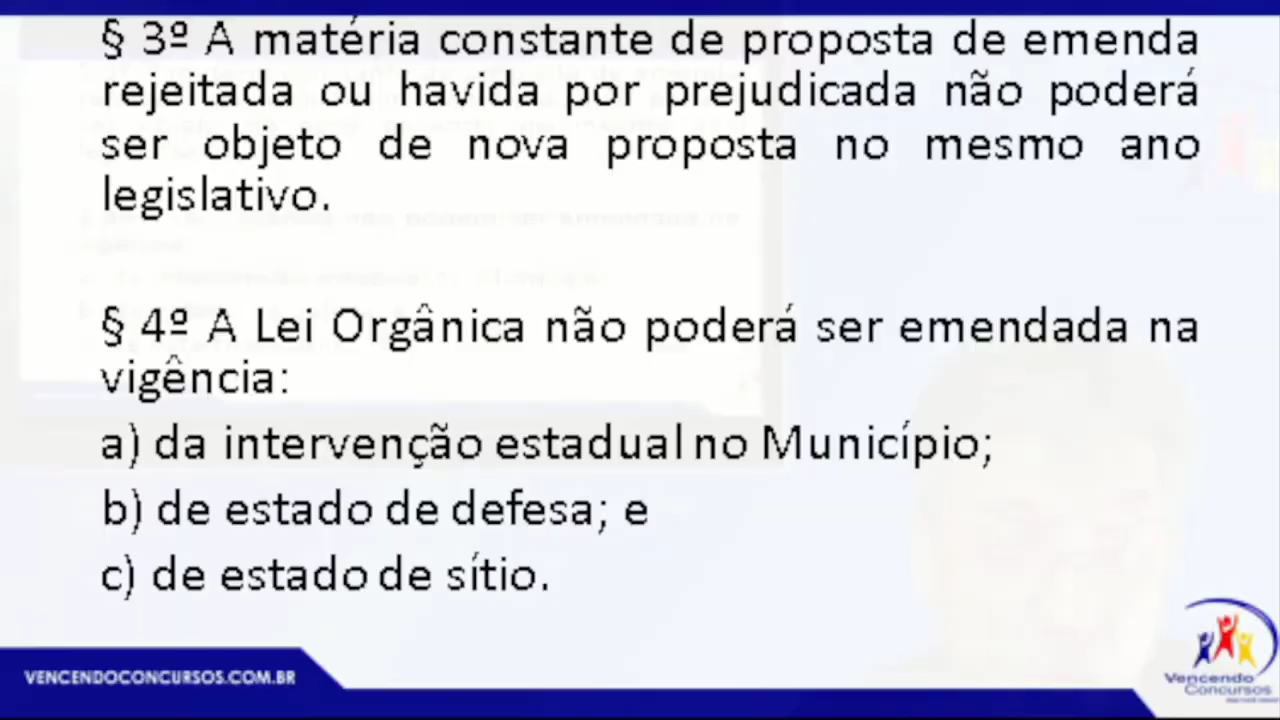 § 3º A matéria constante de proposta de emenda
rejeitada ou havida por prejudicada não poderá
ser objeto de nova proposta no mesmo ano
legislativo.
§ 4º A Lei Orgânica não poderá ser emendada na
vigência:
a) da intervenção estadual no Município;
b) de estado de defesa; e
c) de estado de sítio.
VENCENDOCONCURSOS.COM.BR
Vencendo
Concursos